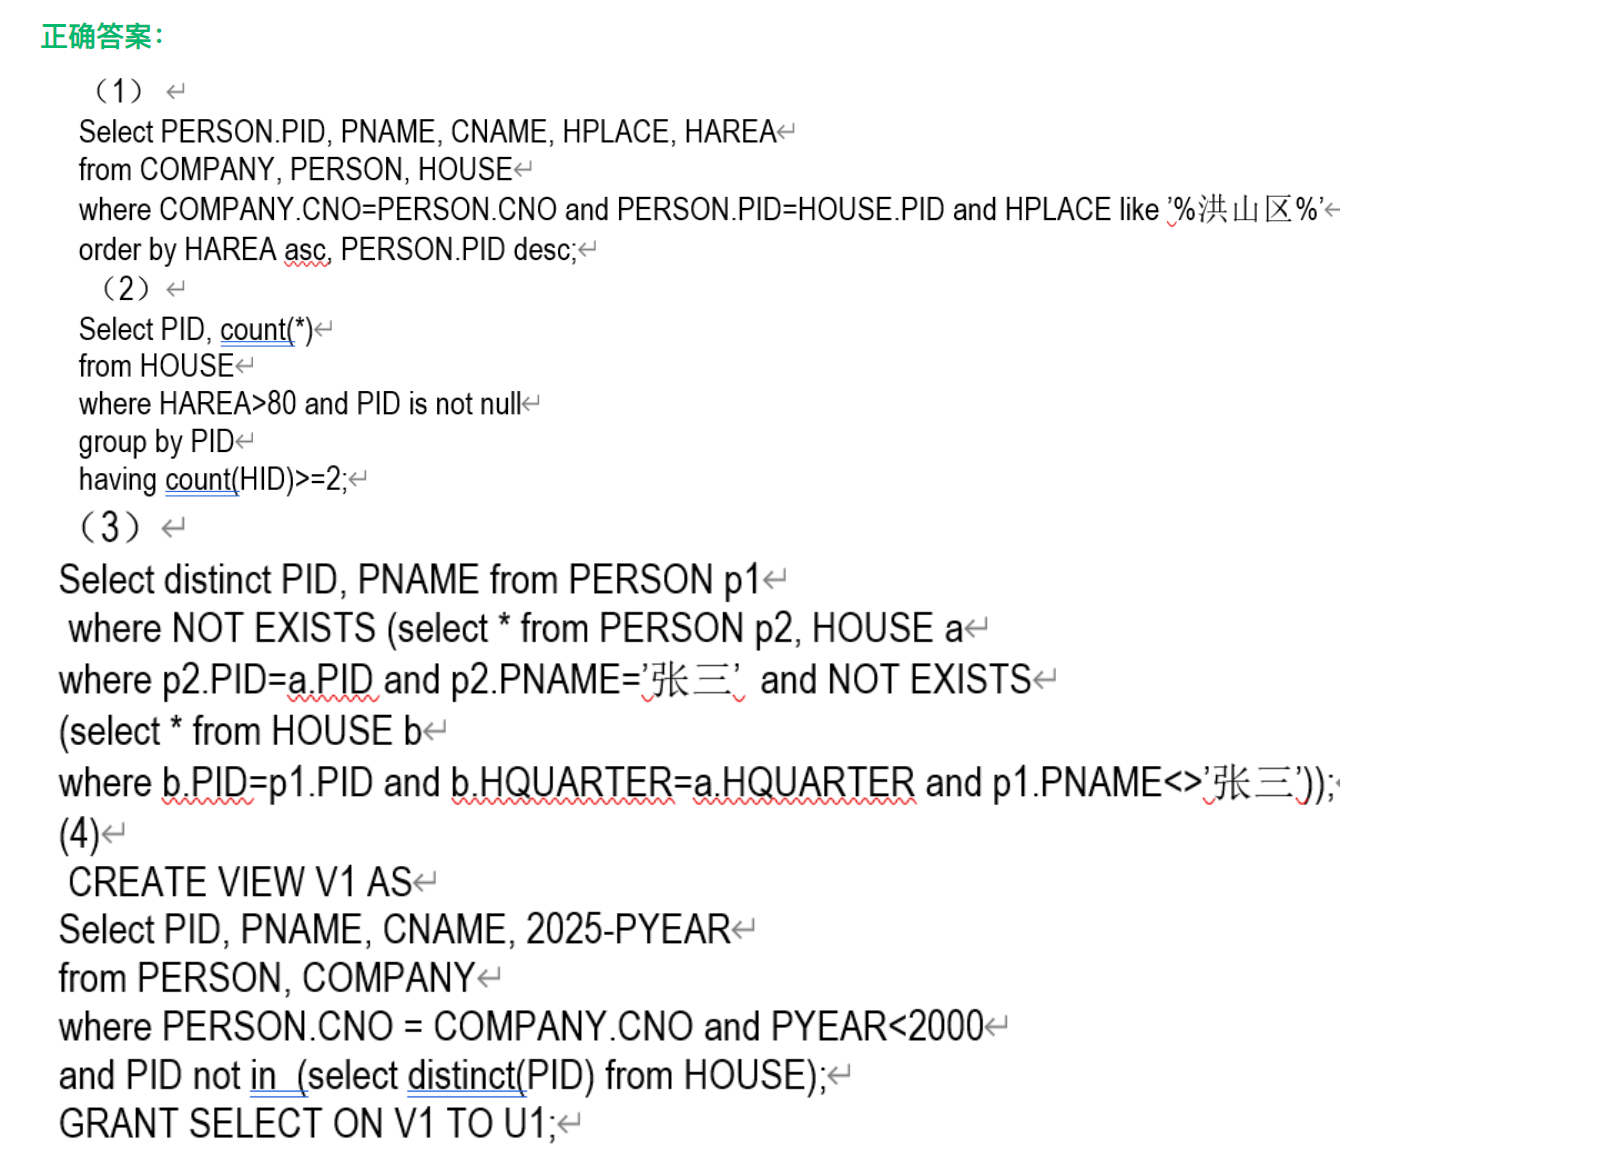 正确答案：
（1）
Select PERSON.PID, PNAME, CNAME, HPLACE, HAREA
from COMPANY, PERSON, HOUSE
where COMPANY.CNO=PERSON.CNO and PERSON.PID=HOUSE.PID and HPLACE like ’%洪山区%’
order by HAREA asc, PERSON.PID desc;
（2）
Select PID, count(*)
from HOUSE
where HAREA>80 and PID is not null
group by PID
having count(HID)>=2;
（3）
Select distinct PID, PNAME from PERSON p1
where NOT EXISTS (select * from PERSON p2, HOUSE a
where p2.PID=a.PID and p2.PNAME=’张三’ and NOT EXISTS
(select * from HOUSE b
where b.PID=p1.PID and b.HQUARTER=a.HQUARTER and p1.PNAME<>’张三’));
(4)
CREATE VIEW V1 AS
Select PID, PNAME, CNAME, 2025-PYEAR
from PERSON, COMPANY
where PERSON.CNO = COMPANY.CNO and PYEAR<2000
and PID not in (select distinct(PID) from HOUSE);
GRANT SELECT ON V1 TO U1;